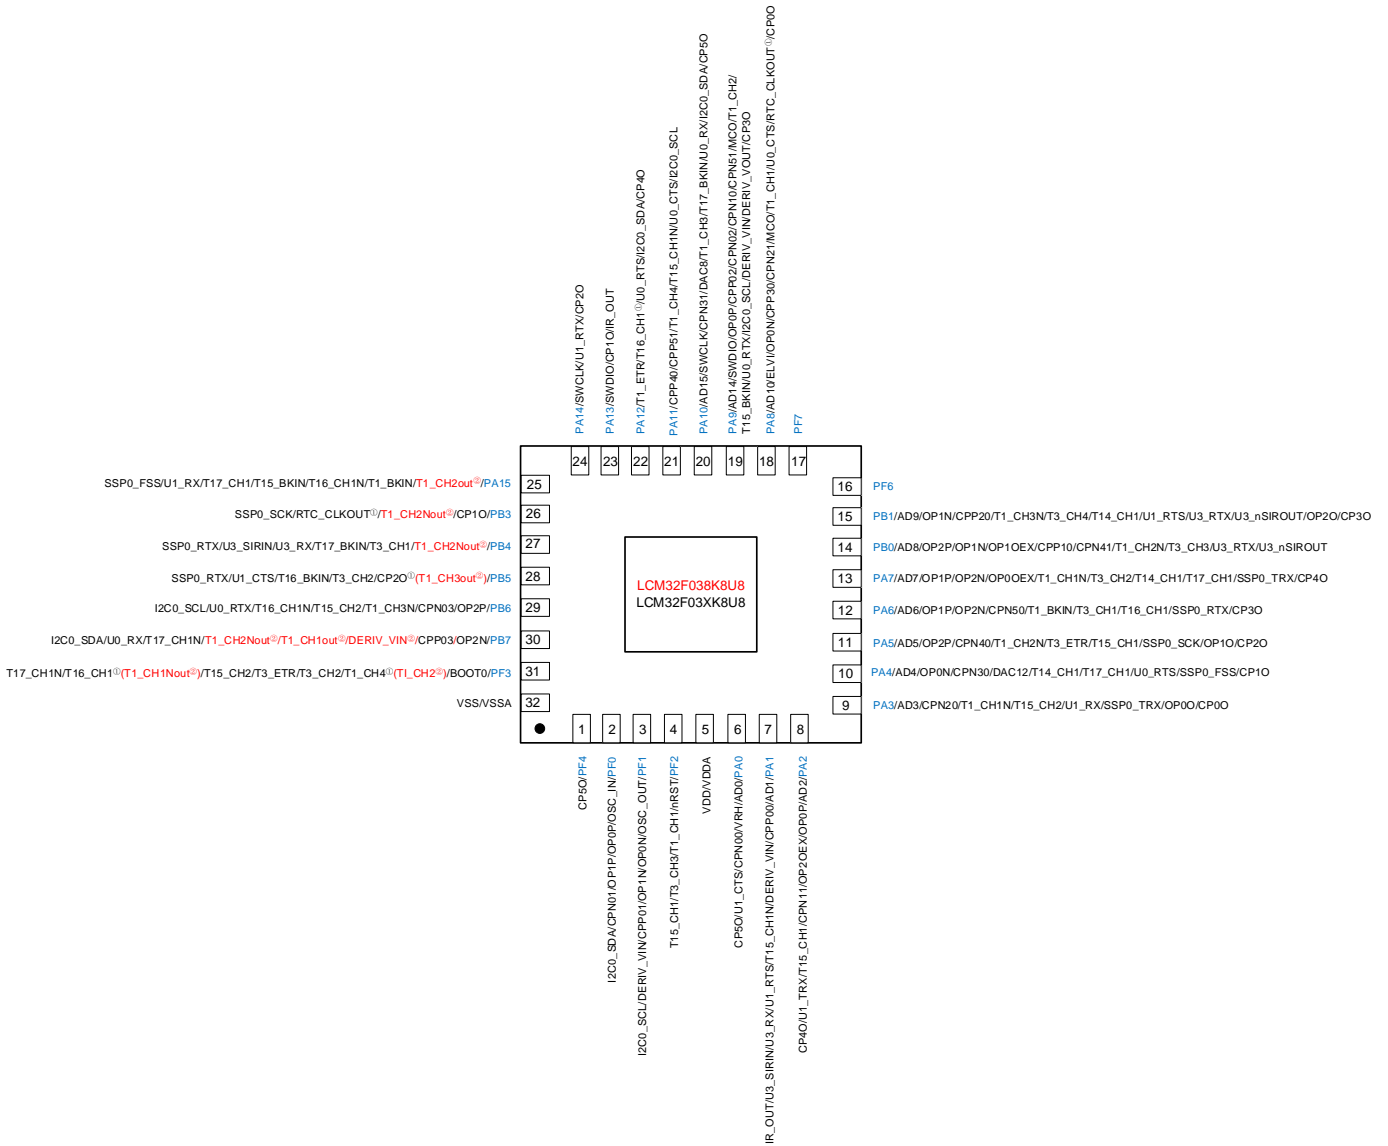 PA14/SWCLK/U1_RTX/CP2O
PA13/SWDIO/CP1O/IR_OUT
PA12/T1_ETR/T16_CH1①/U0_RTS/I2C0_SDA/CP4O
PA11/CPP40/CPP51/T1_CH4/T15_CH1N/U0_CTS/I2C0_SCL
PA10/AD15/SWCLK/CPN31/DAC8/T1_CH3/T17_BKIN/U0_RX/I2C0_SDA/CP5O
PA9/AD14/SWDIO/OP0P/CPP02/CPN02/CPN10/CPN51/MCO/T1_CH2/
T15_BKIN/U0_RTX/I2C0_SCL/DERIV_VIN/DERIV_VOUT/CP3O
PA8/AD10/ELVI/OP0N/CPP30/CPN21/MCO/T1_CH1/U0_CTS/RTC_CLKOUT①/CP0O
PF7
24
23
22
21
20
19
18
17
SSP0_FSS/U1_RX/T17_CH1/T15_BKIN/T16_CH1N/T1_BKIN/T1_CH2out②/PA15
25
SSP0_SCK/RTC_CLKOUT①/T1_CH2Nout②/CP1O/PB3
26
SSP0_RTX/U3_SIRIN/U3_RX/T17_BKIN/T3_CH1/T1_CH2Nout②/PB4
27
SSP0_RTX/U1_CTS/T16_BKIN/T3_CH2/CP2O①(T1_CH3out②)/PB5
28
I2C0_SCL/U0_RTX/T16_CH1N/T15_CH2/T1_CH3N/CPN03/OP2P/PB6
29
I2C0_SDA/U0_RX/T17_CH1N/T1_CH2Nout②/T1_CH1out②/DERIV_VIN②/CPP03/OP2N/PB7
30
T17_CH1N/T16_CH1①(T1_CH1Nout②)/T15_CH2/T3_ETR/T3_CH2/T1_CH4①(TI_CH2②)/BOOT0/PF3
31
VSS/VSSA
32
LCM32F038K8U8
LCM32F03XK8U8
16
PF6
15
PB1/AD9/OP1N/CPP20/T1_CH3N/T3_CH4/T14_CH1/U1_RTS/U3_RTX/U3_nSIROUT/OP2O/CP3O
14
PB0/AD8/OP2P/OP1N/OP1OEX/CPP10/CPN41/T1_CH2N/T3_CH3/U3_RTX/U3_nSIROUT
13
PA7/AD7/OP1P/OP2N/OP0OEX/T1_CH1N/T3_CH2/T14_CH1/T17_CH1/SSP0_TRX/CP4O
12
PA6/AD6/OP1P/OP2N/CPN50/T1_BKIN/T3_CH1/T16_CH1/SSP0_RTX/CP3O
11
PA5/AD5/OP2P/CPN40/T1_CH2N/T3_ETR/T15_CH1/SSP0_SCK/OP1O/CP2O
10
PA4/AD4/OP0N/CPN30/DAC12/T14_CH1/T17_CH1/U0_RTS/SSP0_FSS/CP1O
9
PA3/AD3/CPN20/T1_CH1N/T15_CH2/U1_RX/SSP0_TRX/OP0O/CP0O
1
2
3
4
5
6
7
8
CP5O/PF4
I2C0_SDA/CPN01/OP1P/OP0P/OSC_IN/PF0
I2C0_SCL/DERIV_VIN/CPP01/OP1N/OP0N/OSC_OUT/PF1
T15_CH1/T3_CH3/T1_CH1/nRST/PF2
VDD/VDDA
CP5O/U1_CTS/CPN00/VRH/AD0/PA0
IR_OUT/U3_SIRIN/U3_RX/U1_RTS/T15_CH1N/DERIV_VIN/CPP00/AD1/PA1
CP4O/U1_TRX/T15_CH1/CPN11/OP2OEX/OP0P/AD2/PA2